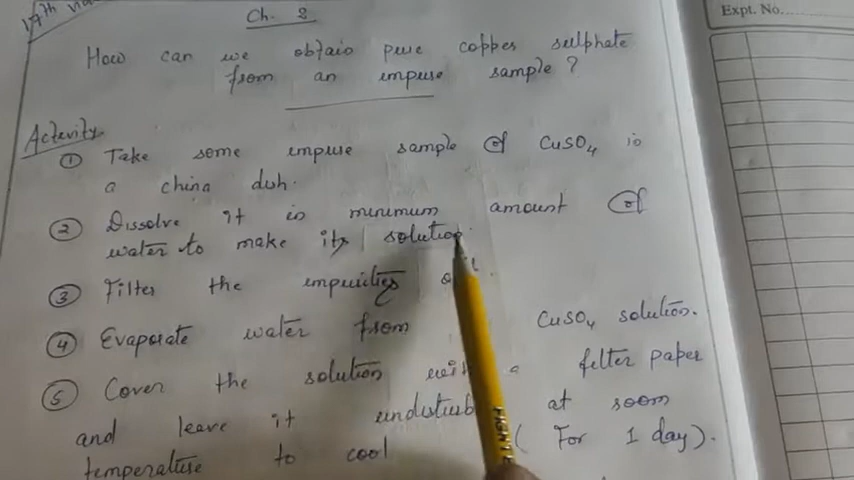 17th
Ch. 2
Expt. No.
How can we obtain pure copper sulphate
from an impure sample ?
Activity
① Take some impure sample of CuSO4 in
a china dish.
② Dissolve it in minimum amount of
water to make its solution.
③ Filter the impurities
④ Evaporate water from CuSO4 solution.
⑤ Cover the solution with a filter paper
and leave it undisturb at room
temperature to cool ( For 1 day).